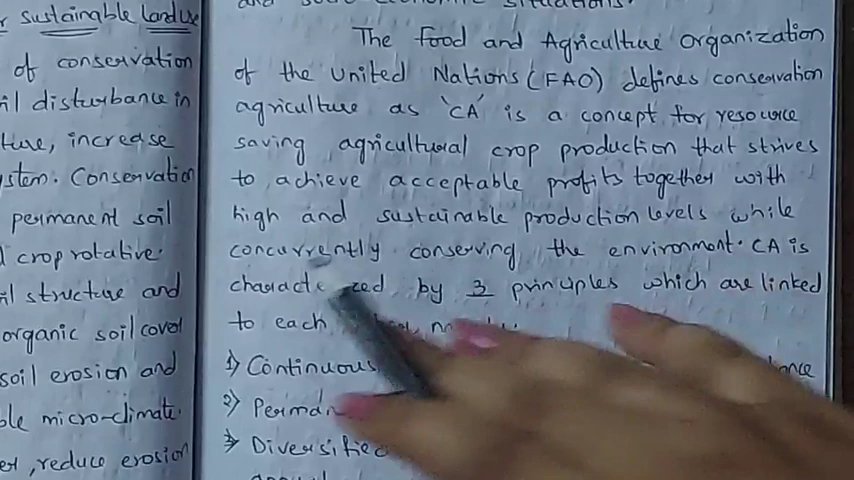 r sustainable land use
of conservation
il disturbance in
ture, increase
ystem. Conservation
permanent soil
d crop rotative.
il structure and
organic soil cover
soil erosion and
ble micro-climate.
er, reduce erosion
The Food and Agriculture Organization
of the United Nations (FAO) defines conservation
agriculture as 'CA' is a concept for resource
saving agricultural crop production that strives
to achieve acceptable profits together with
high and sustainable production levels while
concurrently conserving the environment. CA is
by 3 principles which are linked
to each
1) Continuous
2) Perman
3) Diversified